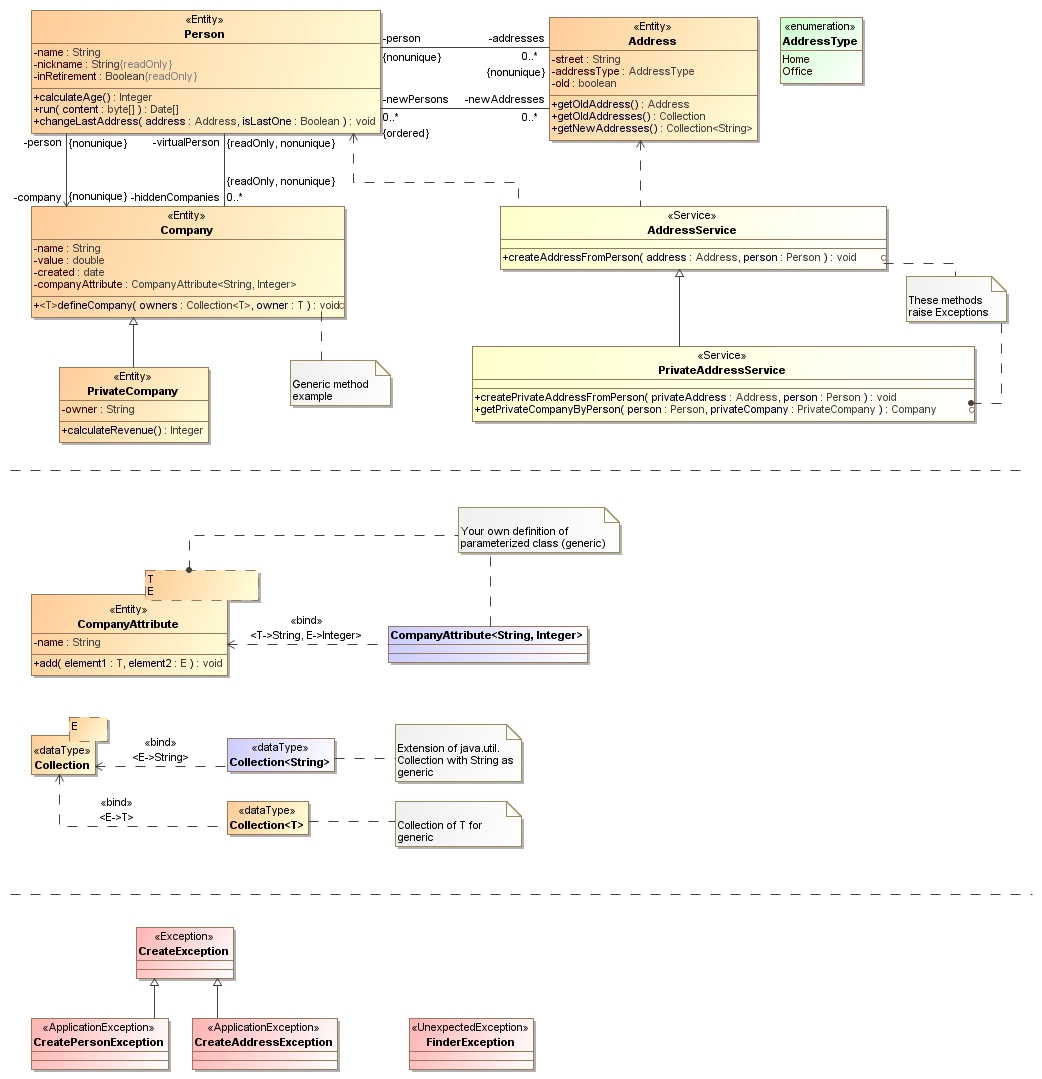 «Entity»
Person
-name : String
-nickname : String{readOnly}
-inRetirement : Boolean{readOnly}
+calculateAge() : Integer
+run( content : byte[] ) : Date[]
+changeLastAddress( address : Address, isLastOne : Boolean ) : void
-person
-addresses
{nonunique}
0..*
{nonunique}
-newPersons
-newAddresses
0..*
0..*
{ordered}
«Entity»
Address
-street : String
-addressType : AddressType
-old : boolean
+getOldAddress() : Address
+getOldAddresses() : Collection
+getNewAddresses() : Collection<String>
«enumeration»
AddressType
Home
Office
-person
{nonunique}
-virtualPerson
{readOnly, nonunique}
{readOnly, nonunique}
-company
{nonunique}
-hiddenCompanies
0..*
«Entity»
Company
-name : String
-value : double
-created : date
-companyAttribute : CompanyAttribute<String, Integer>
+<T>defineCompany( owners : Collection<T>, owner : T ) : void
«Service»
AddressService
+createAddressFromPerson( address : Address, person : Person ) : void
These methods
raise Exceptions
«Entity»
PrivateCompany
-owner : String
+calculateRevenue() : Integer
Generic method
example
«Service»
PrivateAddressService
+createPrivateAddressFromPerson( privateAddress : Address, person : Person ) : void
+getPrivateCompanyByPerson( person : Person, privateCompany : PrivateCompany ) : Company
Your own definition of
parameterized class (generic)
T
E
«Entity»
CompanyAttribute
-name : String
+add( element1 : T, element2 : E ) : void
«bind»
<T->String, E->Integer>
CompanyAttribute<String, Integer>
E
«dataType»
Collection
«bind»
<E->String>
«dataType»
Collection<String>
Extension of java.util.
Collection with String as
generic
«bind»
<E->T>
«dataType»
Collection<T>
Collection of T for
generic
«Exception»
CreateException
«ApplicationException»
CreatePersonException
«ApplicationException»
CreateAddressException
«UnexpectedException»
FinderException